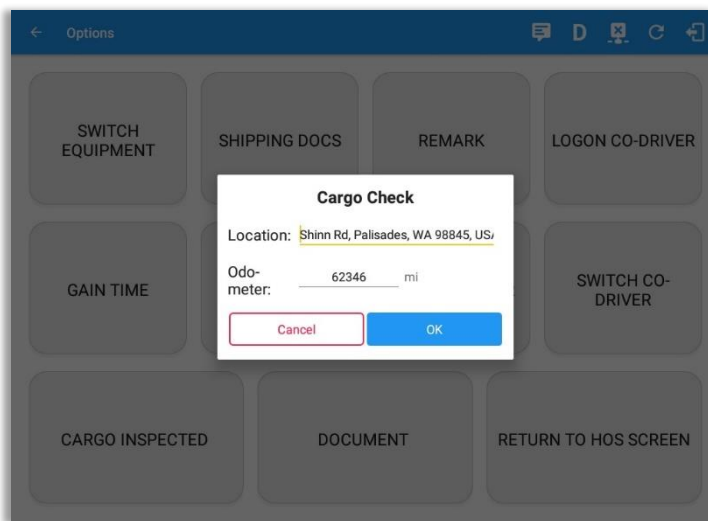 Options
D
SWITCH
EQUIPMENT
SHIPPING DOCS
REMARK
LOGON CO-DRIVER
Cargo Check
Location: Shinn Rd, Palisades, WA 98845, US
Odo-
meter: 62346 mi
Cancel
OK
GAIN TIME
SWITCH CO-
DRIVER
CARGO INSPECTED
DOCUMENT
RETURN TO HOS SCREEN